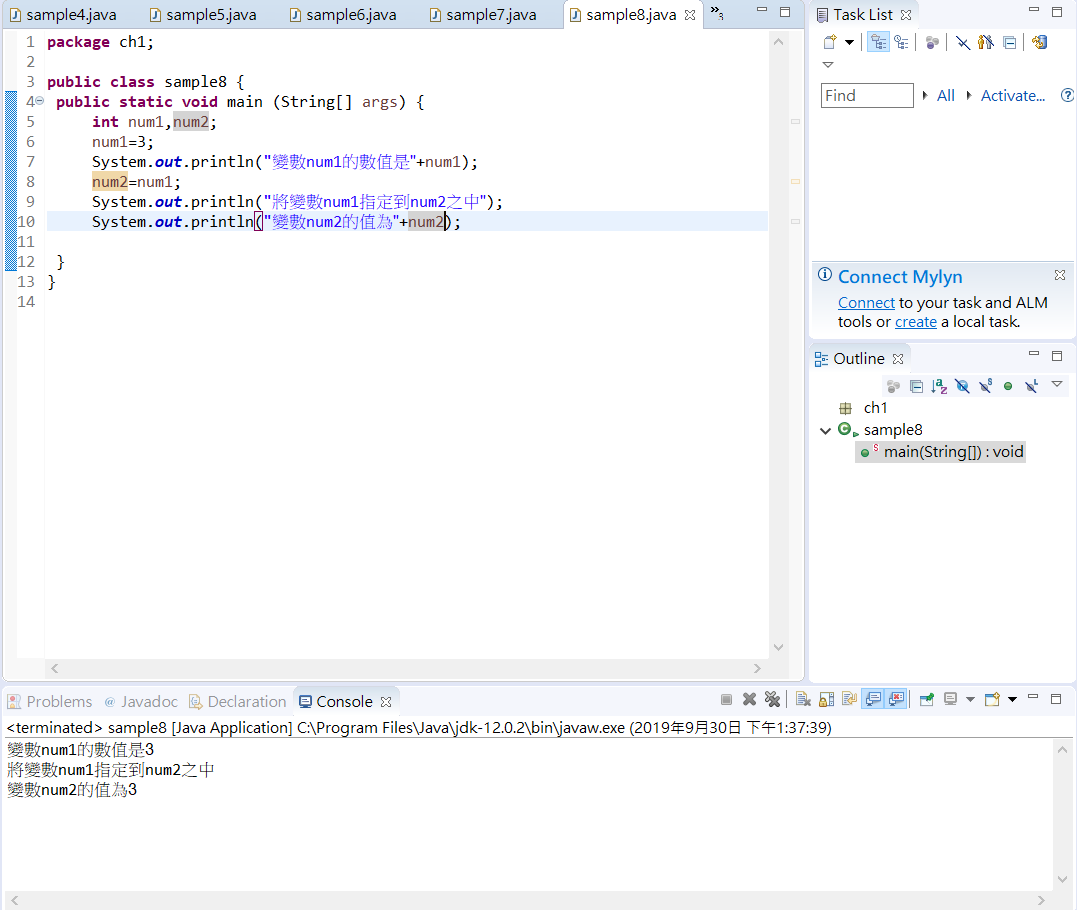 sample4.java sample5.java sample6.java sample7.java sample8.java »3
1 package ch1;
2
3 public class sample8 {
4 public static void main (String[] args) {
5 int num1,num2;
6 num1=3;
7 System.out.println("變數num1的數值是"+num1);
8 num2=num1;
9 System.out.println("將變數num1指定到num2之中");
10 System.out.println("變數num2的值為"+num2);
11
12 }
13 }
14
Task List
Find All Activate...
Connect Mylyn
Connect to your task and ALM
tools or create a local task.
Outline
ch1
sample8
main(String[]) : void
Problems @ Javadoc Declaration Console
<terminated> sample8 [Java Application] C:\Program Files\Java\jdk-12.0.2\bin\javaw.exe (2019年9月30日 下午1:37:39)
變數num1的數值是3
將變數num1指定到num2之中
變數num2的值為3